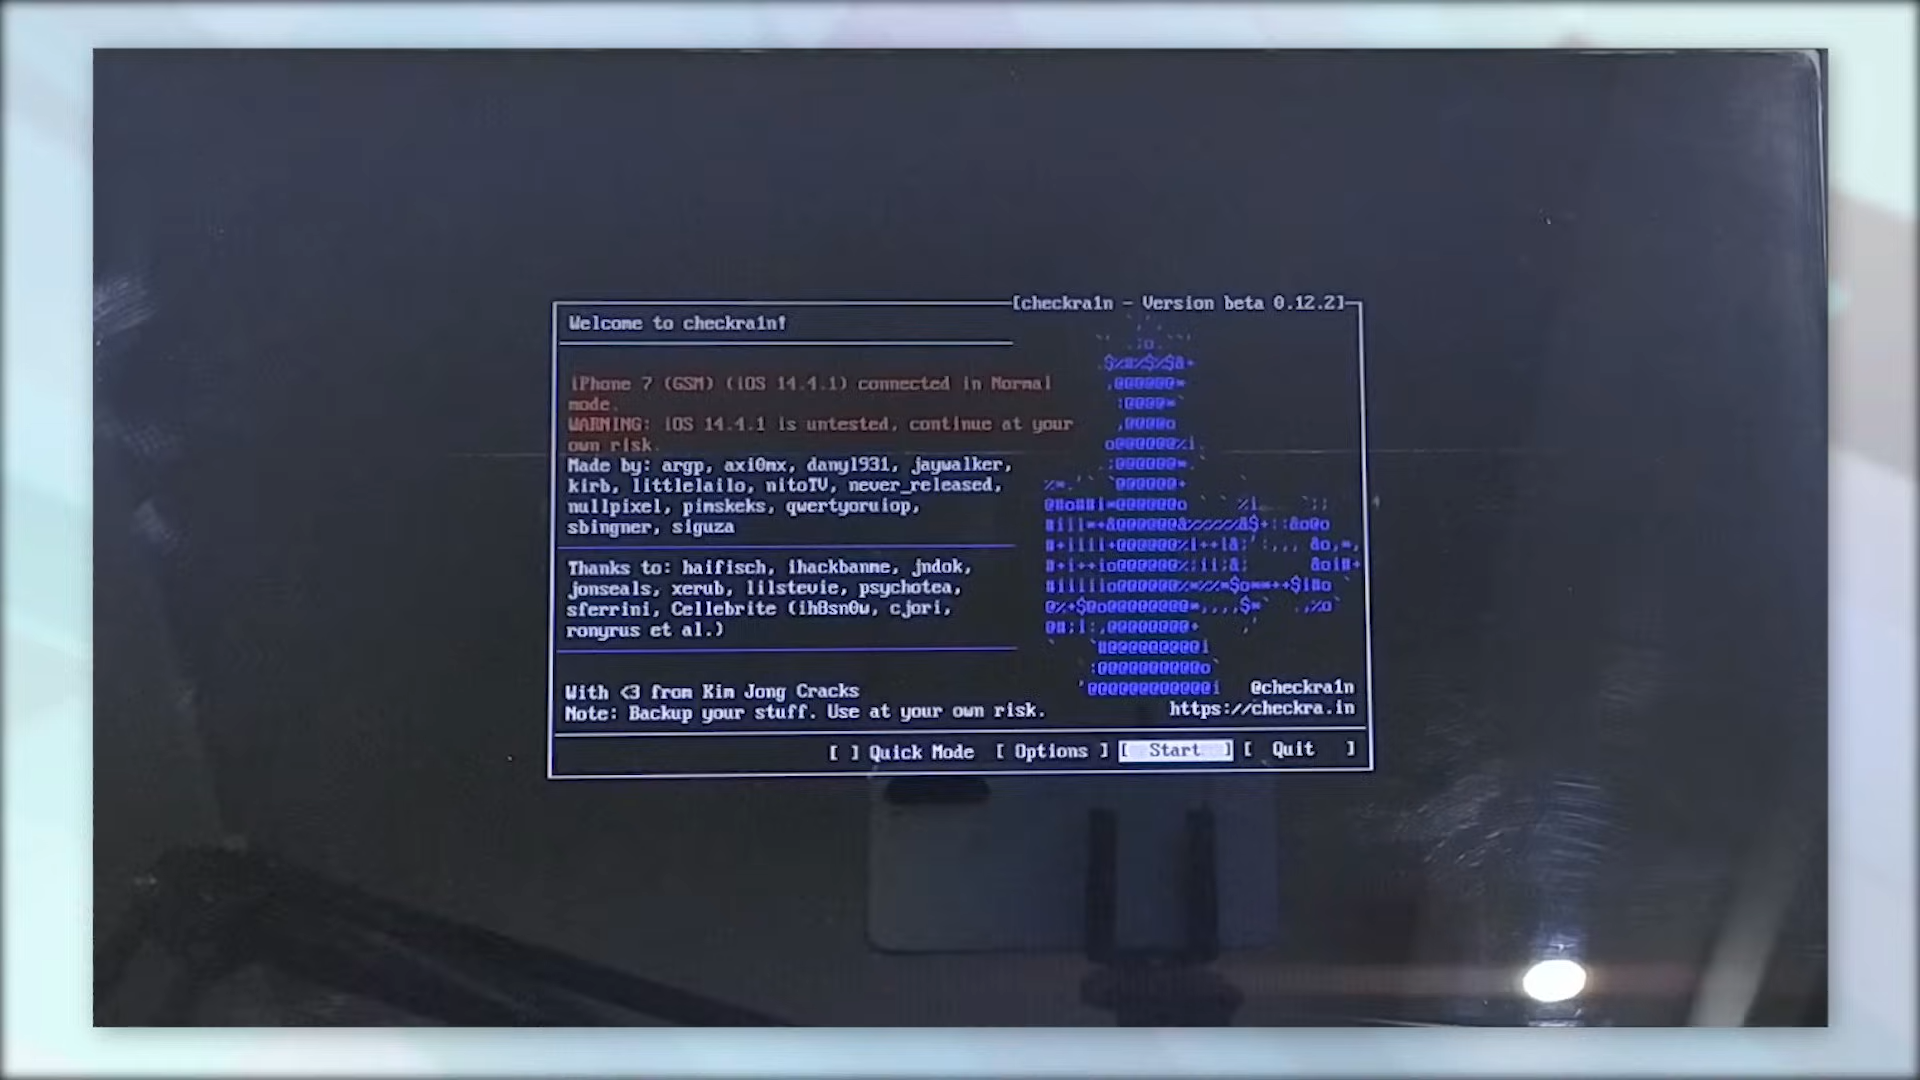 [checkra1n - Version beta 0.12.2]
Welcome to checkra1n!
iPhone 7 (GSM) (iOS 14.4.1) connected in Normal
mode.
WARNING: iOS 14.4.1 is untested, continue at your
own risk.
Made by: argp, axi0mx, danyl931, jaywalker,
kirb, littlelailo, nitoTV, never_released,
nullpixel, pimskeks, qwertyoruiop,
sbingner, siguza
Thanks to: haifisch, ihackbanme, jndok,
jonseals, xerub, lilstevie, psychotea,
sferrini, Cellebrite (ih8sn0w, cjori,
ronyrus et al.)
With <3 from Kim Jong Cracks
Note: Backup your stuff. Use at your own risk.
@checkra1n
https://checkra.in
[ ] Quick Mode [ Options ] [ Start ] [ Quit ]